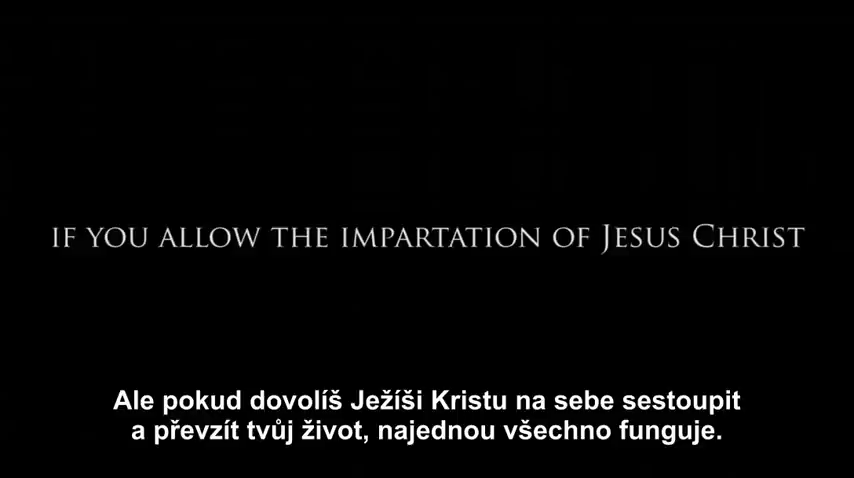 if you allow the impartation of Jesus Christ
Ale pokud dovolíš Ježíši Kristu na sebe sestoupit
a převzít tvůj život, najednou všechno funguje.